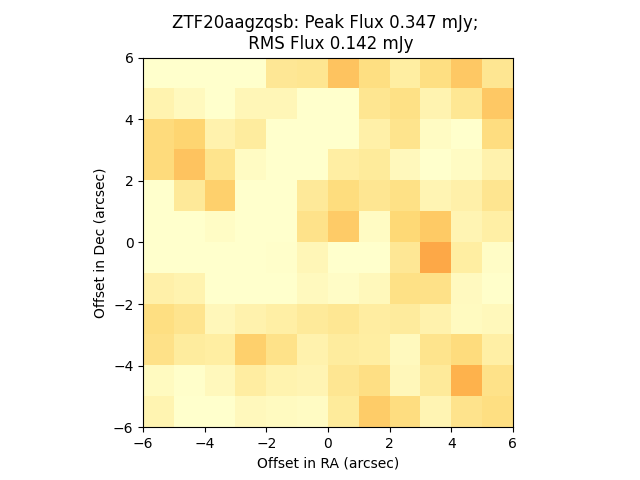 ZTF20aagzqsb: Peak Flux 0.347 mJy;
RMS Flux 0.142 mJy
6
4
2
0
−2
−4
−6
Offset in Dec (arcsec)
−6 −4 −2 0 2 4 6
Offset in RA (arcsec)